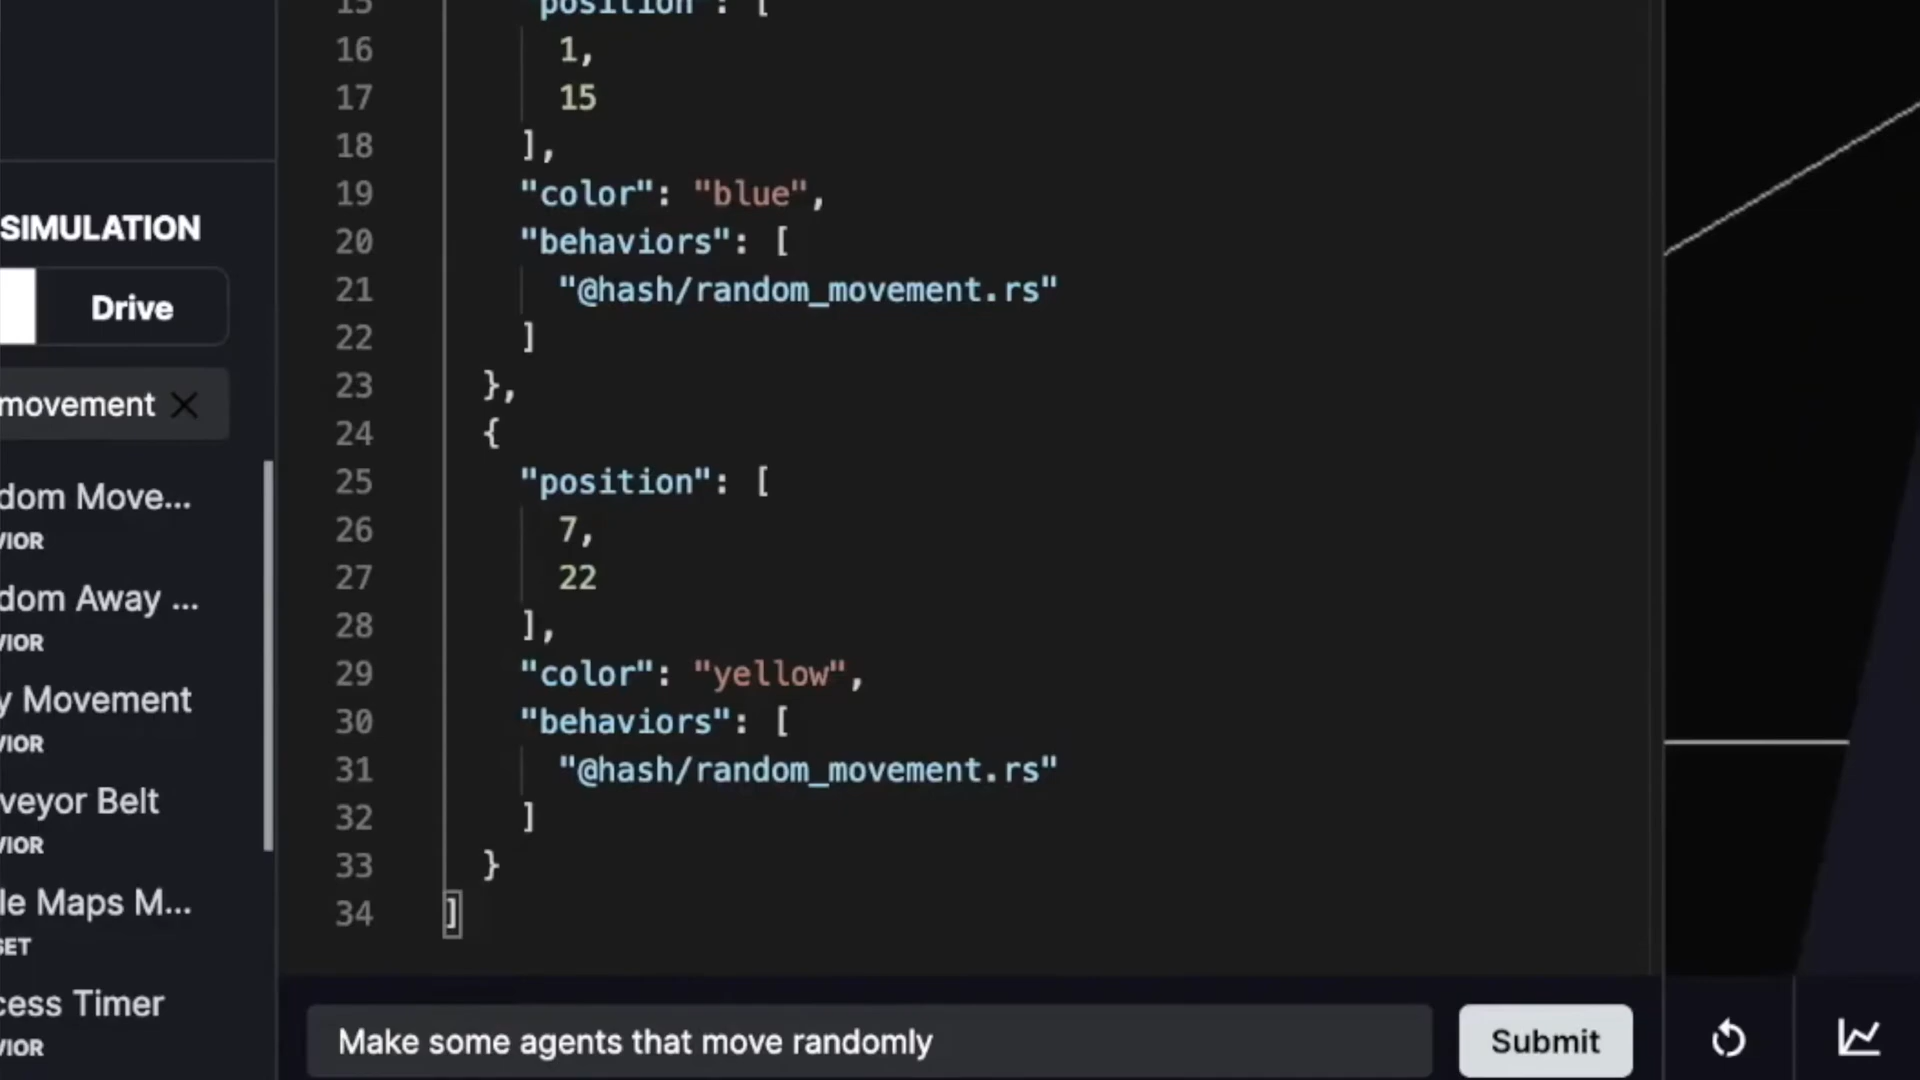 SIMULATION
Drive
movement
dom Move...
VIOR
dom Away ...
VIOR
y Movement
VIOR
veyor Belt
VIOR
le Maps M...
SET
cess Timer
VIOR
15 "position": [
16 1,
17 15
18 ],
19 "color": "blue",
20 "behaviors": [
21 "@hash/random_movement.rs"
22 ]
23 },
24 {
25 "position": [
26 7,
27 22
28 ],
29 "color": "yellow",
30 "behaviors": [
31 "@hash/random_movement.rs"
32 ]
33 }
34 ]
Make some agents that move randomly
Submit